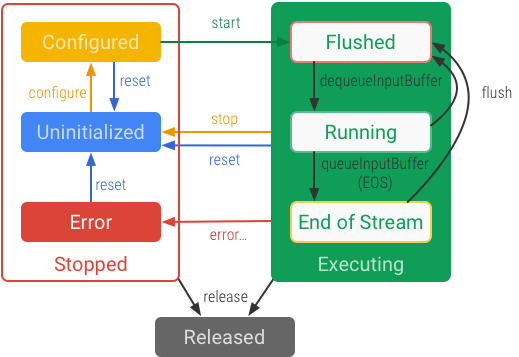 start
Configured
Flushed
reset
dequeueInputBuffer
configure
flush
stop
Uninitialized
Running
reset
queueInputBuffer
(EOS)
reset
Error
End of Stream
error...
Stopped
Executing
release
Released